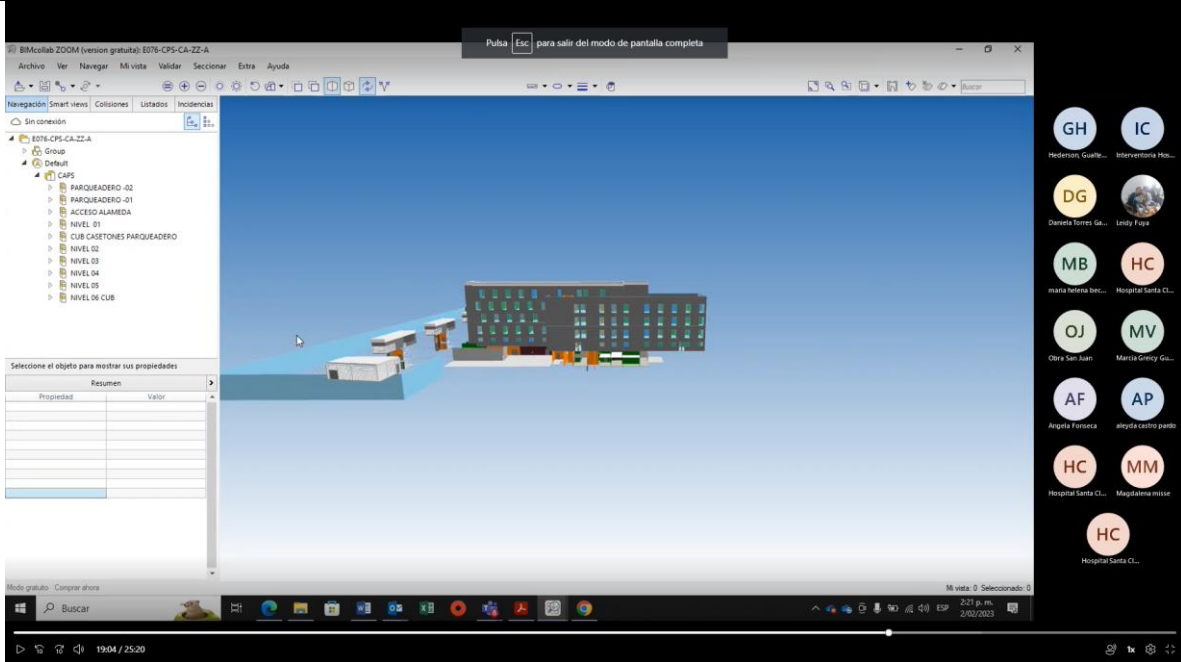 Pulsa Esc para salir del modo de pantalla completa
BIMcollab ZOOM (version gratuita): E076-CPS-CA-ZZ-A
Archivo Ver Navegar Mi vista Validar Seccionar Extra Ayuda
Buscar
Navegación Smart views Colisiones Listados Incidencias
Sin conexión
E076-CPS-CA-ZZ-A
Group
Default
CAPS
PARQUEADERO -02
PARQUEADERO -01
ACCESO ALAMEDA
NIVEL 01
CUB CASETONES PARQUEADERO
NIVEL 02
NIVEL 03
NIVEL 04
NIVEL 05
NIVEL 06 CUB
Seleccione el objeto para mostrar sus propiedades
Resumen
Propiedad Valor
Modo gratuito Comprar ahora
Mi vista: 0 Seleccionado: 0
Buscar
ESP
2:21 p. m.
2/02/2023
19:04 / 25:20
1x
GH IC
Hederson, Gualte... Interventoria Hos...
DG
Daniela Torres Ga... Leidy Fuya
MB HC
maria helena bec... Hospital Santa Cl...
OJ MV
Obra San Juan Marcia Greicy Gu...
AF AP
Angela Fonseca aleyda castro pardo
HC MM
Hospital Santa Cl... Magdalena misse
HC
Hospital Santa Cl...